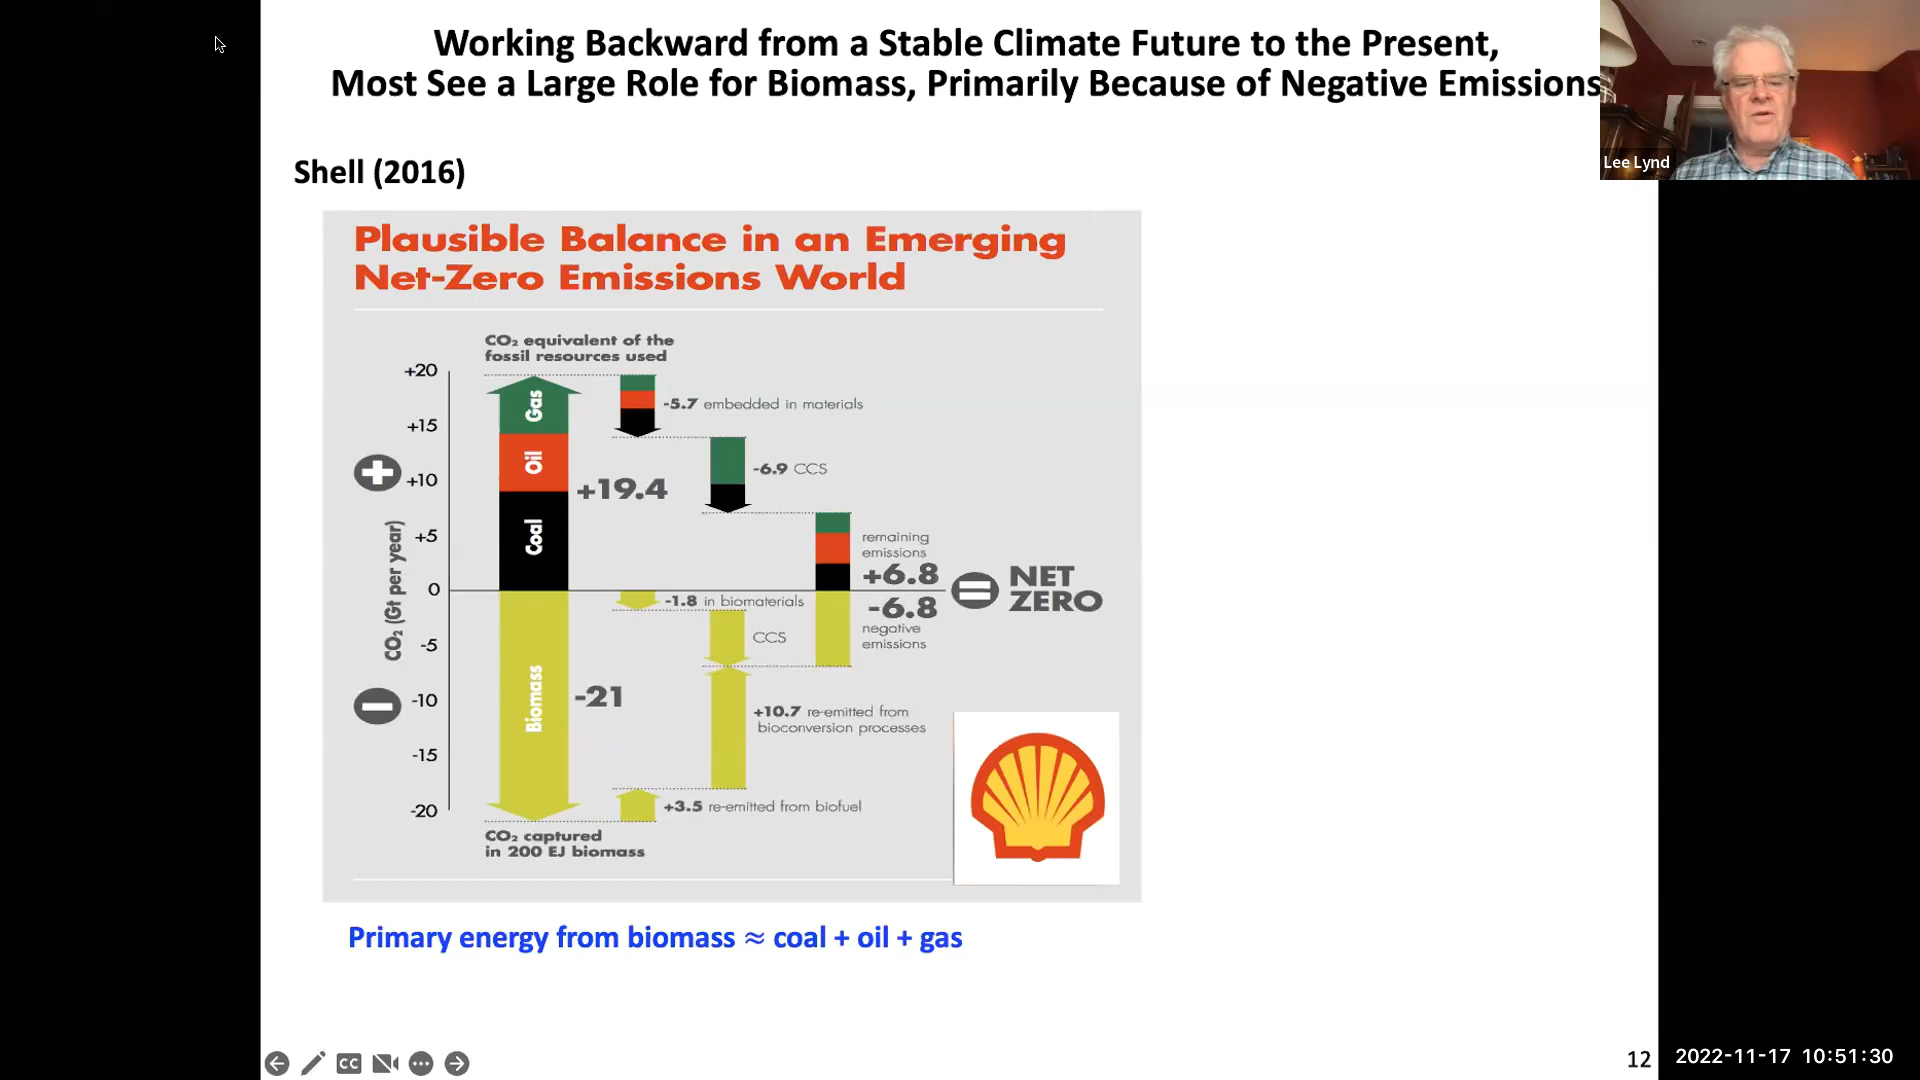 Working Backward from a Stable Climate Future to the Present,
Most See a Large Role for Biomass, Primarily Because of Negative Emissions
Lee Lynd
Shell (2016)
Plausible Balance in an Emerging
Net-Zero Emissions World
CO₂ equivalent of the
fossil resources used
+20
+15
+10
+5
0
-5
-10
-15
-20
CO₂ (Gt per year)
Gas
Oil
Coal
Biomass
+19.4
-21
-5.7 embedded in materials
-6.9 CCS
remaining
emissions
+6.8
-6.8
negative
emissions
NET
ZERO
-1.8 in biomaterials
CCS
+10.7 re-emitted from
bioconversion processes
+3.5 re-emitted from biofuel
CO₂ captured
in 200 EJ biomass
Primary energy from biomass ≈ coal + oil + gas
CC
12
2022-11-17 10:51:30